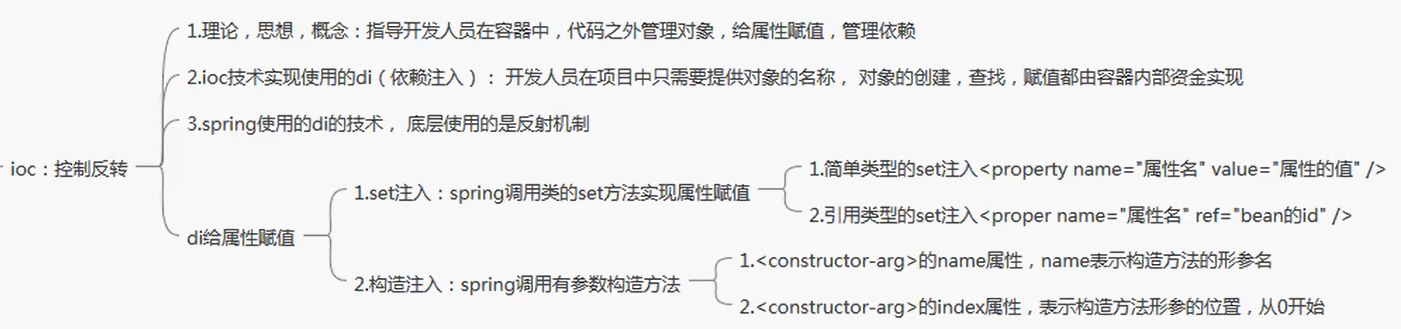 1.理论，思想，概念：指导开发人员在容器中，代码之外管理对象，给属性赋值，管理依赖
2.ioc技术实现使用的di（依赖注入）： 开发人员在项目中只需要提供对象的名称， 对象的创建，查找，赋值都由容器内部资金实现
3.spring使用的di的技术， 底层使用的是反射机制
ioc：控制反转
di给属性赋值
1.set注入：spring调用类的set方法实现属性赋值
1.简单类型的set注入<property name="属性名" value="属性的值" />
2.引用类型的set注入<proper name="属性名" ref="bean的id" />
2.构造注入：spring调用有参数构造方法
1.<constructor-arg>的name属性，name表示构造方法的形参名
2.<constructor-arg>的index属性，表示构造方法形参的位置，从0开始